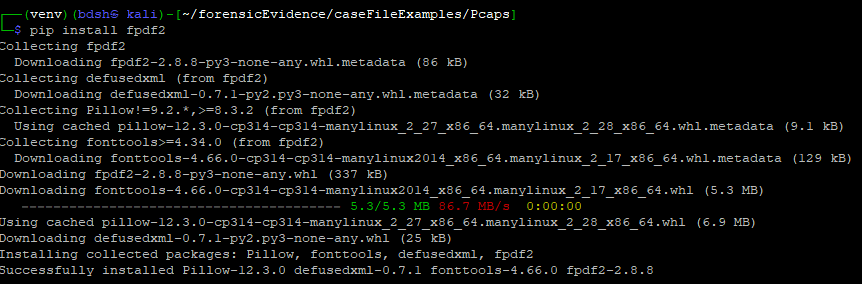 ┌──(venv)(bdsh㉿kali)-[~/forensicEvidence/caseFileExamples/Pcaps]
└─$ pip install fpdf2
Collecting fpdf2
  Downloading fpdf2-2.8.8-py3-none-any.whl.metadata (86 kB)
Collecting defusedxml (from fpdf2)
  Downloading defusedxml-0.7.1-py2.py3-none-any.whl.metadata (32 kB)
Collecting Pillow!=9.2.*,>=8.3.2 (from fpdf2)
  Using cached pillow-12.3.0-cp314-cp314-manylinux_2_27_x86_64.manylinux_2_28_x86_64.whl.metadata (9.1 kB)
Collecting fonttools>=4.34.0 (from fpdf2)
  Downloading fonttools-4.66.0-cp314-cp314-manylinux2014_x86_64.manylinux_2_17_x86_64.whl.metadata (129 kB)
Downloading fpdf2-2.8.8-py3-none-any.whl (337 kB)
Downloading fonttools-4.66.0-cp314-cp314-manylinux2014_x86_64.manylinux_2_17_x86_64.whl (5.3 MB)
   ---------------------------------------- 5.3/5.3 MB 86.7 MB/s  0:00:00
Using cached pillow-12.3.0-cp314-cp314-manylinux_2_27_x86_64.manylinux_2_28_x86_64.whl (6.9 MB)
Downloading defusedxml-0.7.1-py2.py3-none-any.whl (25 kB)
Installing collected packages: Pillow, fonttools, defusedxml, fpdf2
Successfully installed Pillow-12.3.0 defusedxml-0.7.1 fonttools-4.66.0 fpdf2-2.8.8